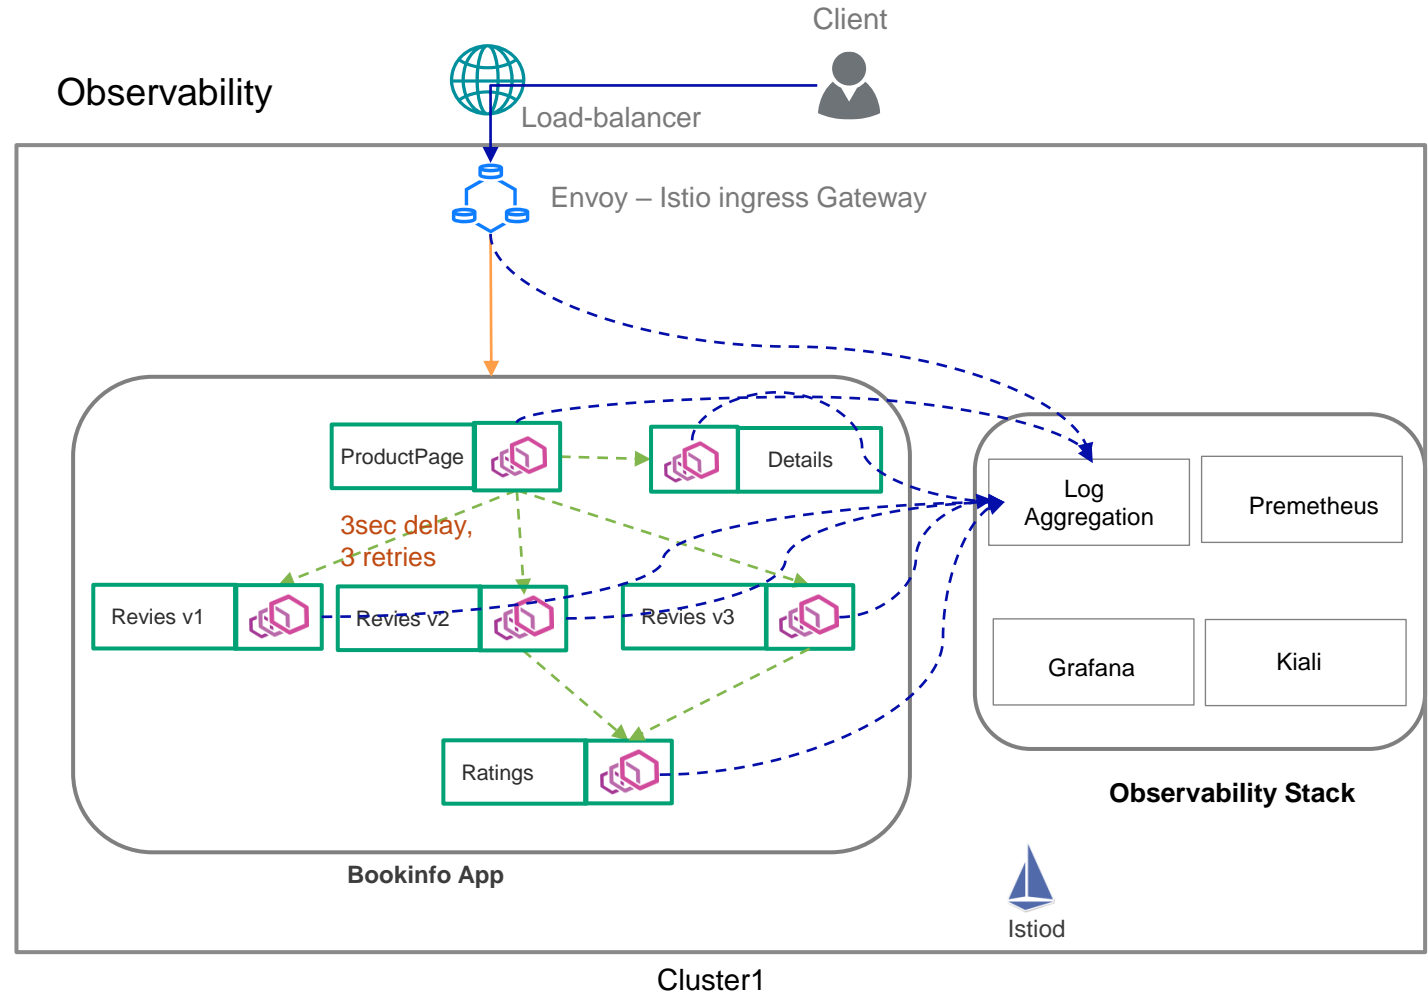 Client
Observability
Load-balancer
Envoy – Istio ingress Gateway
ProductPage
Details
3sec delay,
3 retries
Log
Aggregation
Premetheus
Revies v1
Revies v2
Revies v3
Grafana
Kiali
Ratings
Observability Stack
Bookinfo App
Istiod
Cluster1